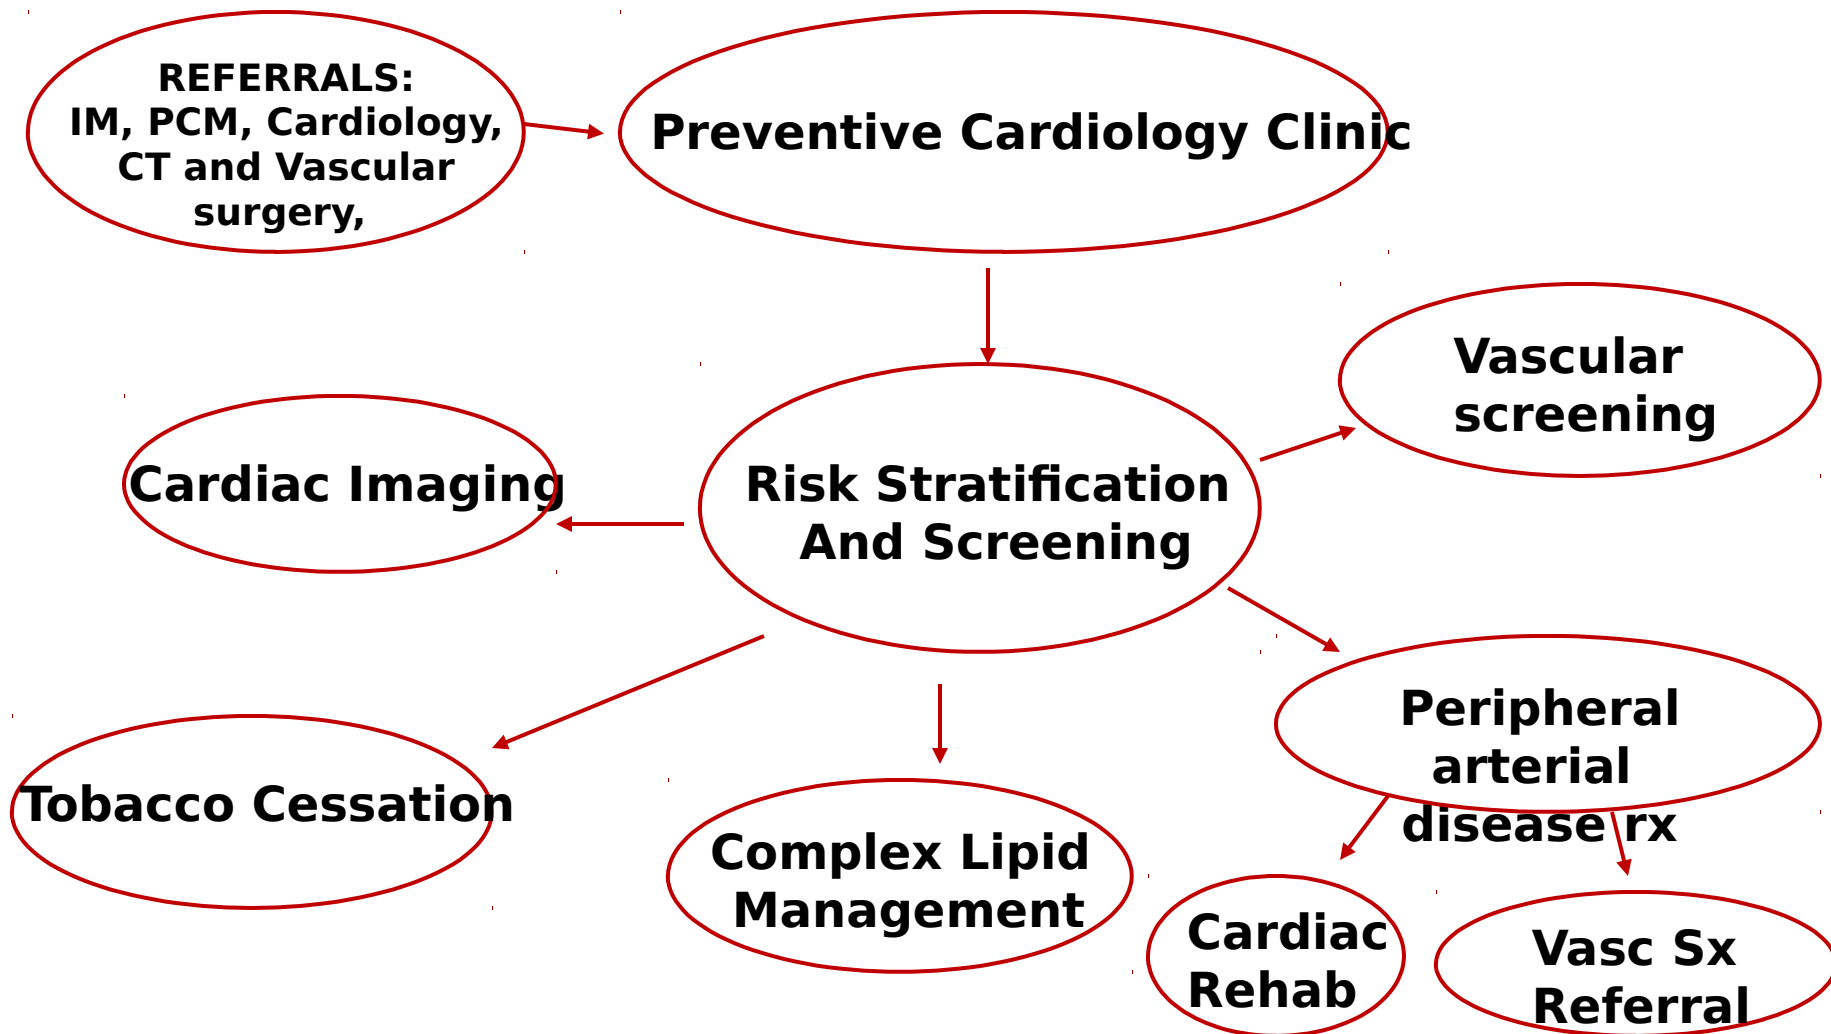 REFERRALS:
IM, PCM, Cardiology,
CT and Vascular
surgery,
Preventive Cardiology Clinic
Vascular
screening
Cardiac Imaging
Risk Stratification
And Screening
Peripheral
arterial
disease rx
Tobacco Cessation
Complex Lipid
Management
Cardiac
Rehab
Vasc Sx
Referral